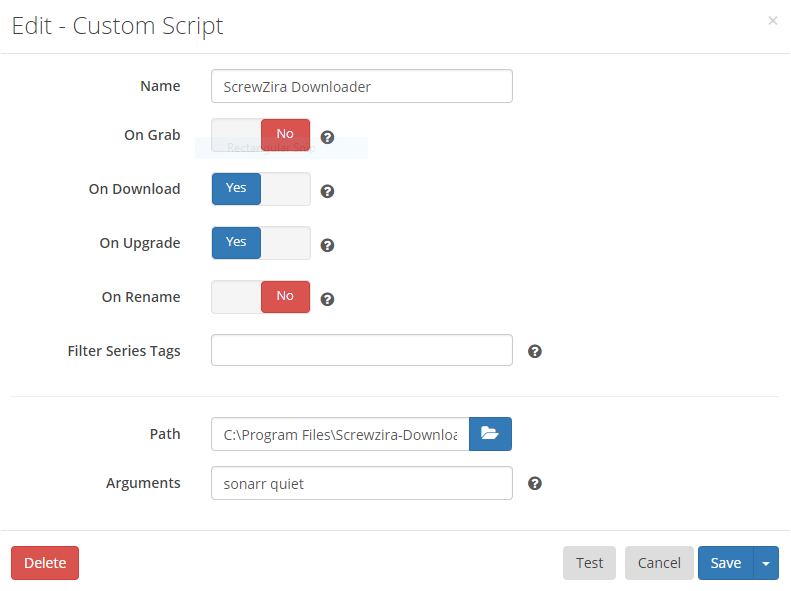 Edit - Custom Script
×
Name
ScrewZira Downloader
On Grab
No
Rectangular Snip
On Download
Yes
On Upgrade
Yes
On Rename
No
Filter Series Tags
Path
C:\Program Files\Screwzira-Downloa
Arguments
sonarr quiet
Delete
Test
Cancel
Save